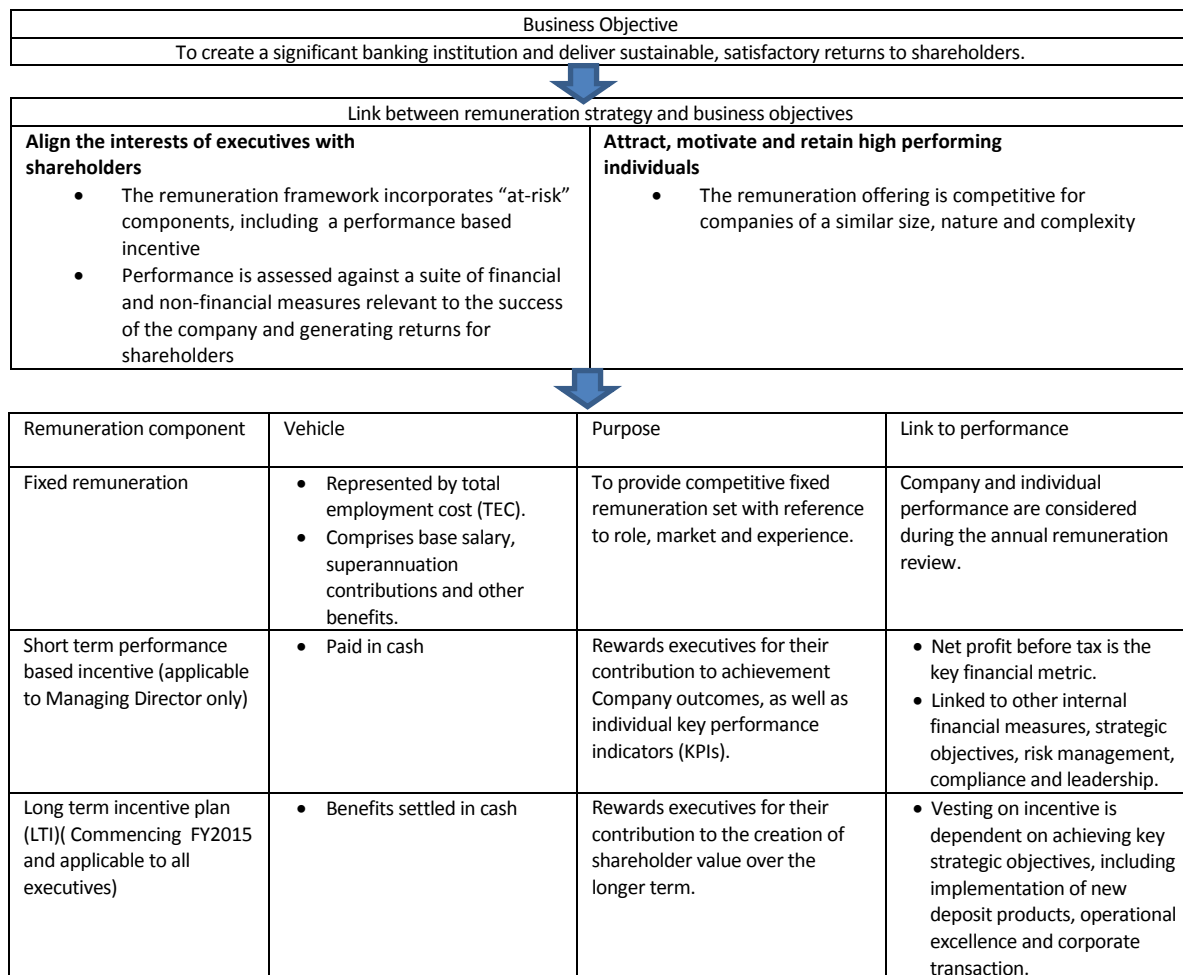 Business Objective
To create a significant banking institution and deliver sustainable, satisfactory returns to shareholders.
Link between remuneration strategy and business objectives
Align the interests of executives with
shareholders
• The remuneration framework incorporates “at-risk”
components, including a performance based
incentive
• Performance is assessed against a suite of financial
and non-financial measures relevant to the success
of the company and generating returns for
shareholders
Attract, motivate and retain high performing
individuals
• The remuneration offering is competitive for
companies of a similar size, nature and complexity
Remuneration component
Vehicle
Purpose
Link to performance
Fixed remuneration
• Represented by total
employment cost (TEC).
• Comprises base salary,
superannuation
contributions and other
benefits.
To provide competitive fixed
remuneration set with reference
to role, market and experience.
Company and individual
performance are considered
during the annual remuneration
review.
Short term performance
based incentive (applicable
to Managing Director only)
• Paid in cash
Rewards executives for their
contribution to achievement
Company outcomes, as well as
individual key performance
indicators (KPIs).
• Net profit before tax is the
key financial metric.
• Linked to other internal
financial measures, strategic
objectives, risk management,
compliance and leadership.
Long term incentive plan
(LTI)( Commencing FY2015
and applicable to all
executives)
• Benefits settled in cash
Rewards executives for their
contribution to the creation of
shareholder value over the
longer term.
• Vesting on incentive is
dependent on achieving key
strategic objectives, including
implementation of new
deposit products, operational
excellence and corporate
transaction.